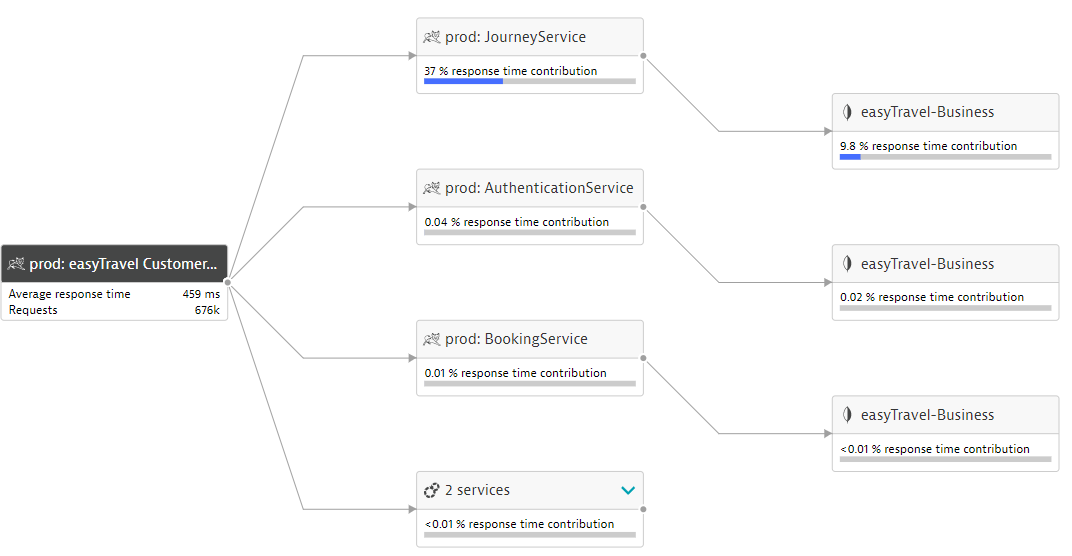 prod: easyTravel Customer...
Average response time 459 ms
Requests 676k
prod: JourneyService
37 % response time contribution
easyTravel-Business
9.8 % response time contribution
prod: AuthenticationService
0.04 % response time contribution
easyTravel-Business
0.02 % response time contribution
prod: BookingService
0.01 % response time contribution
easyTravel-Business
<0.01 % response time contribution
2 services
<0.01 % response time contribution